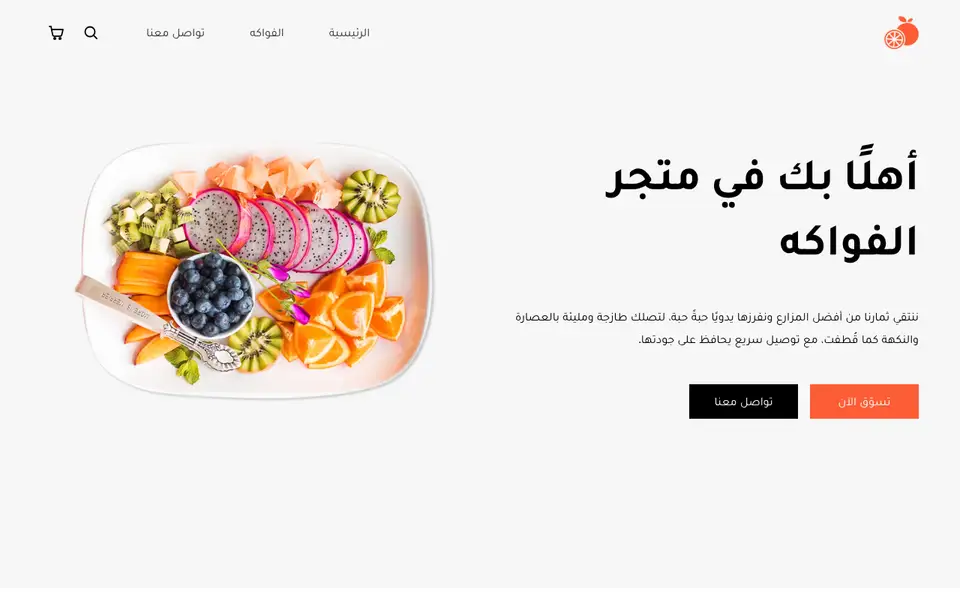 الرئيسية
الفواكه
تواصل معنا
أهلًا بك في متجر
الفواكه
ننتقي ثمارنا من أفضل المزارع ونفرزها يدويًا حبةً حبة، لتصلك طازجة ومليئة بالعصارة
والنكهة كما قُطفت، مع توصيل سريع يحافظ على جودتها.
تسوّق الآن
تواصل معنا